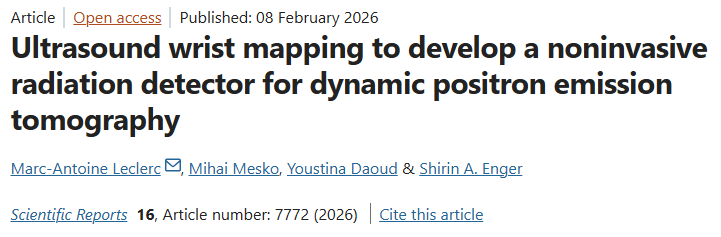 Article | Open access | Published: 08 February 2026
Ultrasound wrist mapping to develop a noninvasive
radiation detector for dynamic positron emission
tomography
Marc-Antoine Leclerc, Mihai Mesko, Youstina Daoud & Shirin A. Enger
Scientific Reports 16, Article number: 7772 (2026) | Cite this article